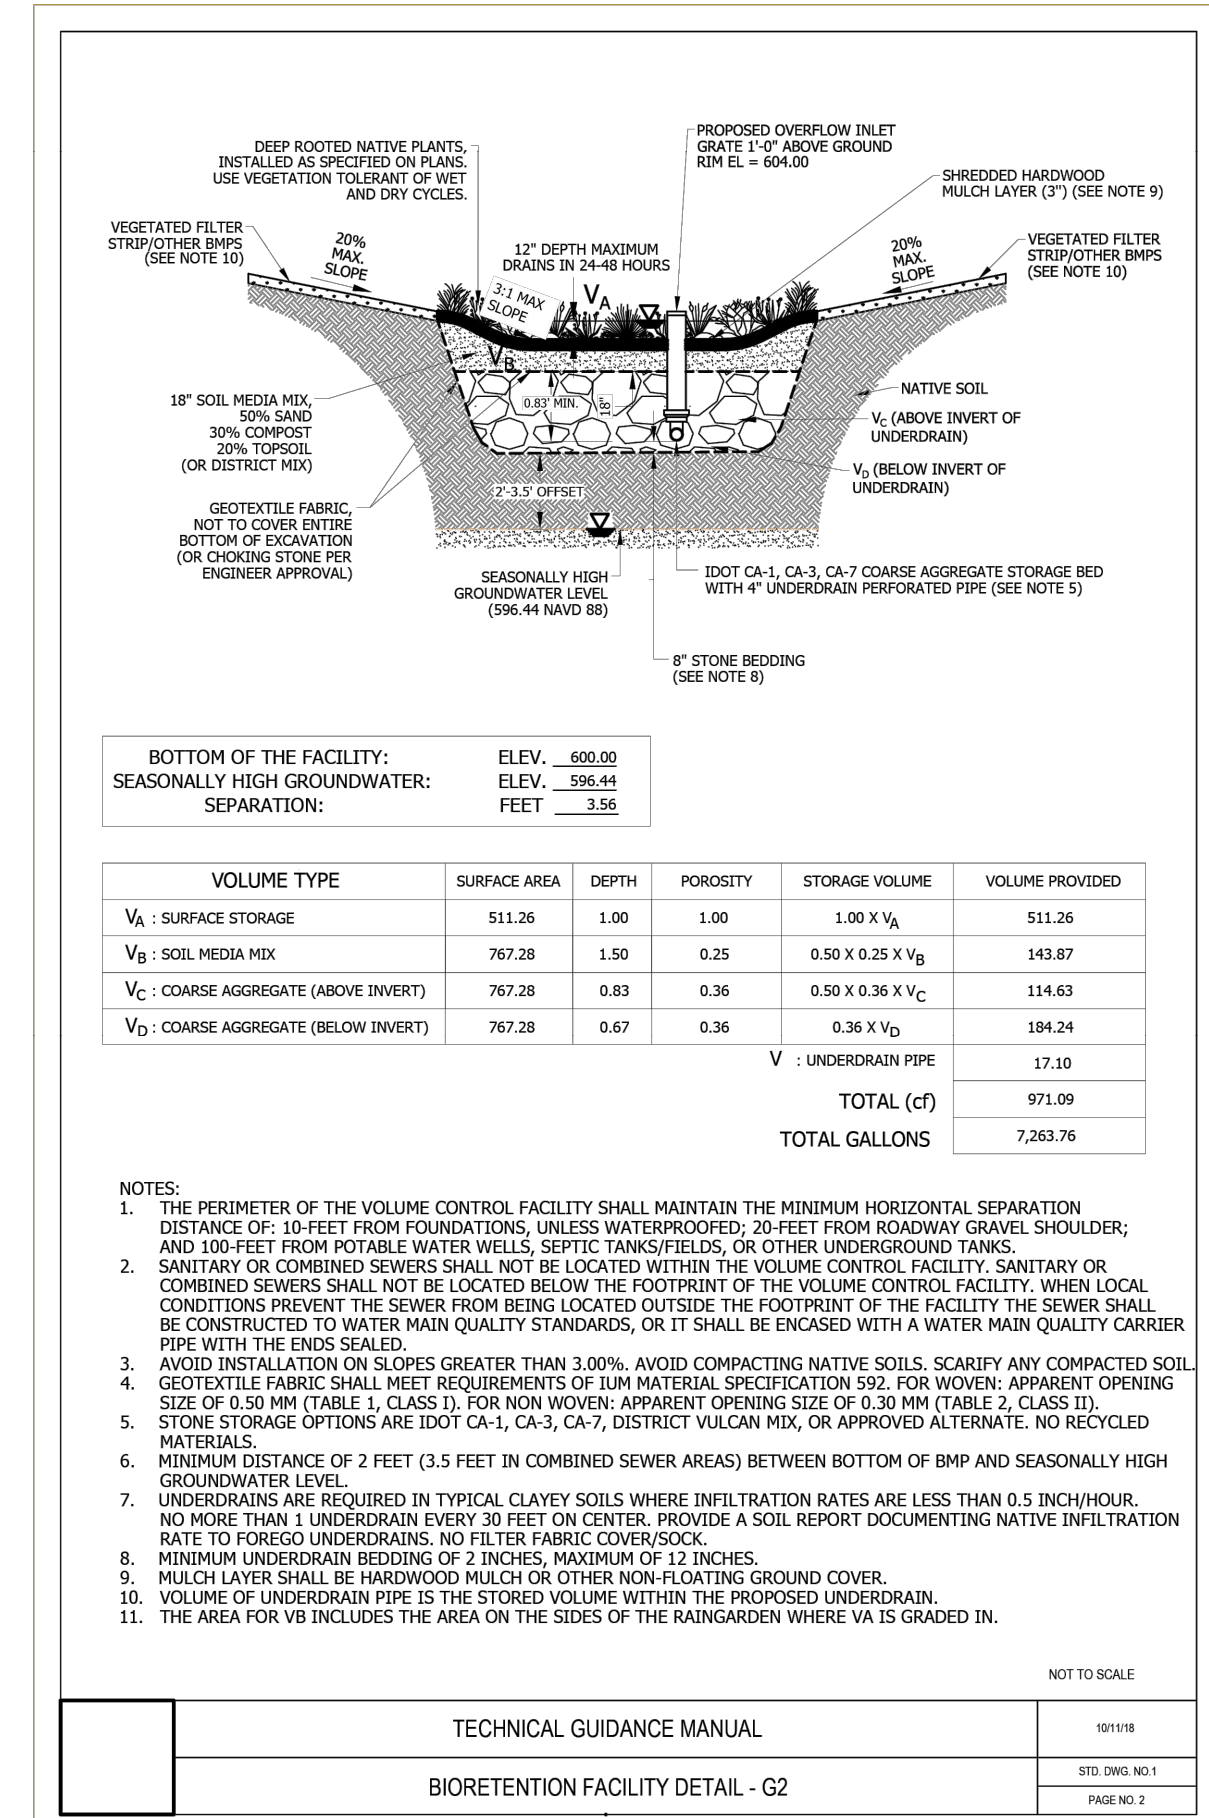 PROPOSED OVERFLOW INLET
GRATE 1'-0" ABOVE GROUND
RIM EL = 604.00
DEEP ROOTED NATIVE PLANTS,
INSTALLED AS SPECIFIED ON PLANS.
USE VEGETATION TOLERANT OF WET
AND DRY CYCLES.
SHREDDED HARDWOOD
MULCH LAYER (3") (SEE NOTE 9)
VEGETATED FILTER
STRIP/OTHER BMPS
(SEE NOTE 10)
20%
MAX.
SLOPE
12" DEPTH MAXIMUM
DRAINS IN 24-48 HOURS
20%
MAX.
SLOPE
VEGETATED FILTER
STRIP/OTHER BMPS
(SEE NOTE 10)
3:1 MAX
SLOPE
VA
VB
18" SOIL MEDIA MIX,
50% SAND
30% COMPOST
20% TOPSOIL
(OR DISTRICT MIX)
0.83' MIN.
18"
NATIVE SOIL
VC (ABOVE INVERT OF
UNDERDRAIN)
VD (BELOW INVERT OF
UNDERDRAIN)
2'-3.5' OFFSET
GEOTEXTILE FABRIC,
NOT TO COVER ENTIRE
BOTTOM OF EXCAVATION
(OR CHOKING STONE PER
ENGINEER APPROVAL)
SEASONALLY HIGH
GROUNDWATER LEVEL
(596.44 NAVD 88)
IDOT CA-1, CA-3, CA-7 COARSE AGGREGATE STORAGE BED
WITH 4" UNDERDRAIN PERFORATED PIPE (SEE NOTE 5)
8" STONE BEDDING
(SEE NOTE 8)
BOTTOM OF THE FACILITY: ELEV. 600.00
SEASONALLY HIGH GROUNDWATER: ELEV. 596.44
SEPARATION: FEET 3.56
VOLUME TYPE SURFACE AREA DEPTH POROSITY STORAGE VOLUME VOLUME PROVIDED
VA : SURFACE STORAGE 511.26 1.00 1.00 1.00 X VA 511.26
VB : SOIL MEDIA MIX 767.28 1.50 0.25 0.50 X 0.25 X VB 143.87
VC : COARSE AGGREGATE (ABOVE INVERT) 767.28 0.83 0.36 0.50 X 0.36 X VC 114.63
VD : COARSE AGGREGATE (BELOW INVERT) 767.28 0.67 0.36 0.36 X VD 184.24
V : UNDERDRAIN PIPE 17.10
TOTAL (cf) 971.09
TOTAL GALLONS 7,263.76
NOTES:
1. THE PERIMETER OF THE VOLUME CONTROL FACILITY SHALL MAINTAIN THE MINIMUM HORIZONTAL SEPARATION
DISTANCE OF: 10-FEET FROM FOUNDATIONS, UNLESS WATERPROOFED; 20-FEET FROM ROADWAY GRAVEL SHOULDER;
AND 100-FEET FROM POTABLE WATER WELLS, SEPTIC TANKS/FIELDS, OR OTHER UNDERGROUND TANKS.
2. SANITARY OR COMBINED SEWERS SHALL NOT BE LOCATED WITHIN THE VOLUME CONTROL FACILITY. SANITARY OR
COMBINED SEWERS SHALL NOT BE LOCATED BELOW THE FOOTPRINT OF THE VOLUME CONTROL FACILITY. WHEN LOCAL
CONDITIONS PREVENT THE SEWER FROM BEING LOCATED OUTSIDE THE FOOTPRINT OF THE FACILITY THE SEWER SHALL
BE CONSTRUCTED TO WATER MAIN QUALITY STANDARDS, OR IT SHALL BE ENCASED WITH A WATER MAIN QUALITY CARRIER
PIPE WITH THE ENDS SEALED.
3. AVOID INSTALLATION ON SLOPES GREATER THAN 3.00%. AVOID COMPACTING NATIVE SOILS. SCARIFY ANY COMPACTED SOIL.
4. GEOTEXTILE FABRIC SHALL MEET REQUIREMENTS OF IUM MATERIAL SPECIFICATION 592. FOR WOVEN: APPARENT OPENING
SIZE OF 0.50 MM (TABLE 1, CLASS I). FOR NON WOVEN: APPARENT OPENING SIZE OF 0.30 MM (TABLE 2, CLASS II).
5. STONE STORAGE OPTIONS ARE IDOT CA-1, CA-3, CA-7, DISTRICT VULCAN MIX, OR APPROVED ALTERNATE. NO RECYCLED
MATERIALS.
6. MINIMUM DISTANCE OF 2 FEET (3.5 FEET IN COMBINED SEWER AREAS) BETWEEN BOTTOM OF BMP AND SEASONALLY HIGH
GROUNDWATER LEVEL.
7. UNDERDRAINS ARE REQUIRED IN TYPICAL CLAYEY SOILS WHERE INFILTRATION RATES ARE LESS THAN 0.5 INCH/HOUR.
NO MORE THAN 1 UNDERDRAIN EVERY 30 FEET ON CENTER. PROVIDE A SOIL REPORT DOCUMENTING NATIVE INFILTRATION
RATE TO FOREGO UNDERDRAINS. NO FILTER FABRIC COVER/SOCK.
8. MINIMUM UNDERDRAIN BEDDING OF 2 INCHES, MAXIMUM OF 12 INCHES.
9. MULCH LAYER SHALL BE HARDWOOD MULCH OR OTHER NON-FLOATING GROUND COVER.
10. VOLUME OF UNDERDRAIN PIPE IS THE STORED VOLUME WITHIN THE PROPOSED UNDERDRAIN.
11. THE AREA FOR VB INCLUDES THE AREA ON THE SIDES OF THE RAINGARDEN WHERE VA IS GRADED IN.
NOT TO SCALE
TECHNICAL GUIDANCE MANUAL
10/11/18
BIORETENTION FACILITY DETAIL - G2
STD. DWG. NO.1
PAGE NO. 2